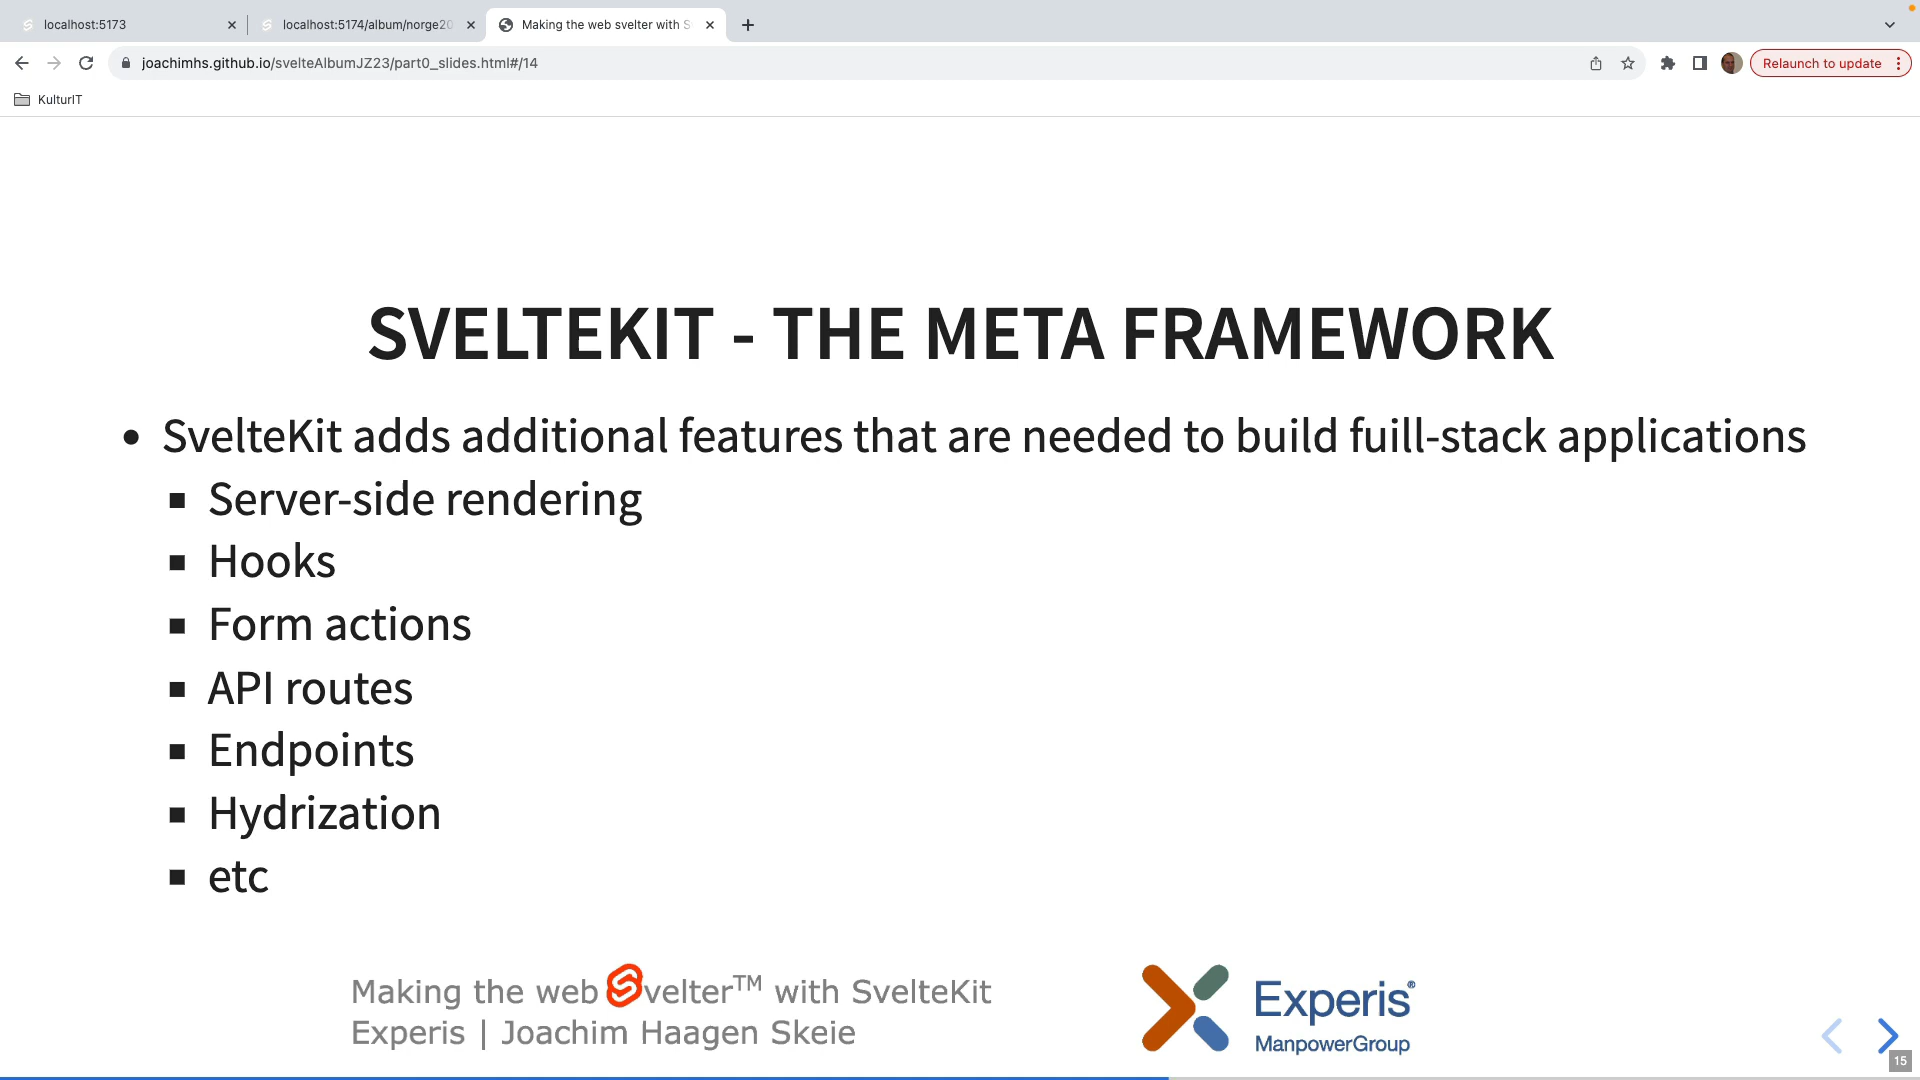 localhost:5173
localhost:5174/album/norge20
Making the web svelter with S
joachimhs.github.io/svelteAlbumJZ23/part0_slides.html#/14
Relaunch to update
KulturIT
SVELTEKIT - THE META FRAMEWORK
• SvelteKit adds additional features that are needed to build fuill-stack applications
▪ Server-side rendering
▪ Hooks
▪ Form actions
▪ API routes
▪ Endpoints
▪ Hydrization
▪ etc
Making the web Svelter™ with SvelteKit
Experis | Joachim Haagen Skeie
Experis®
ManpowerGroup
15